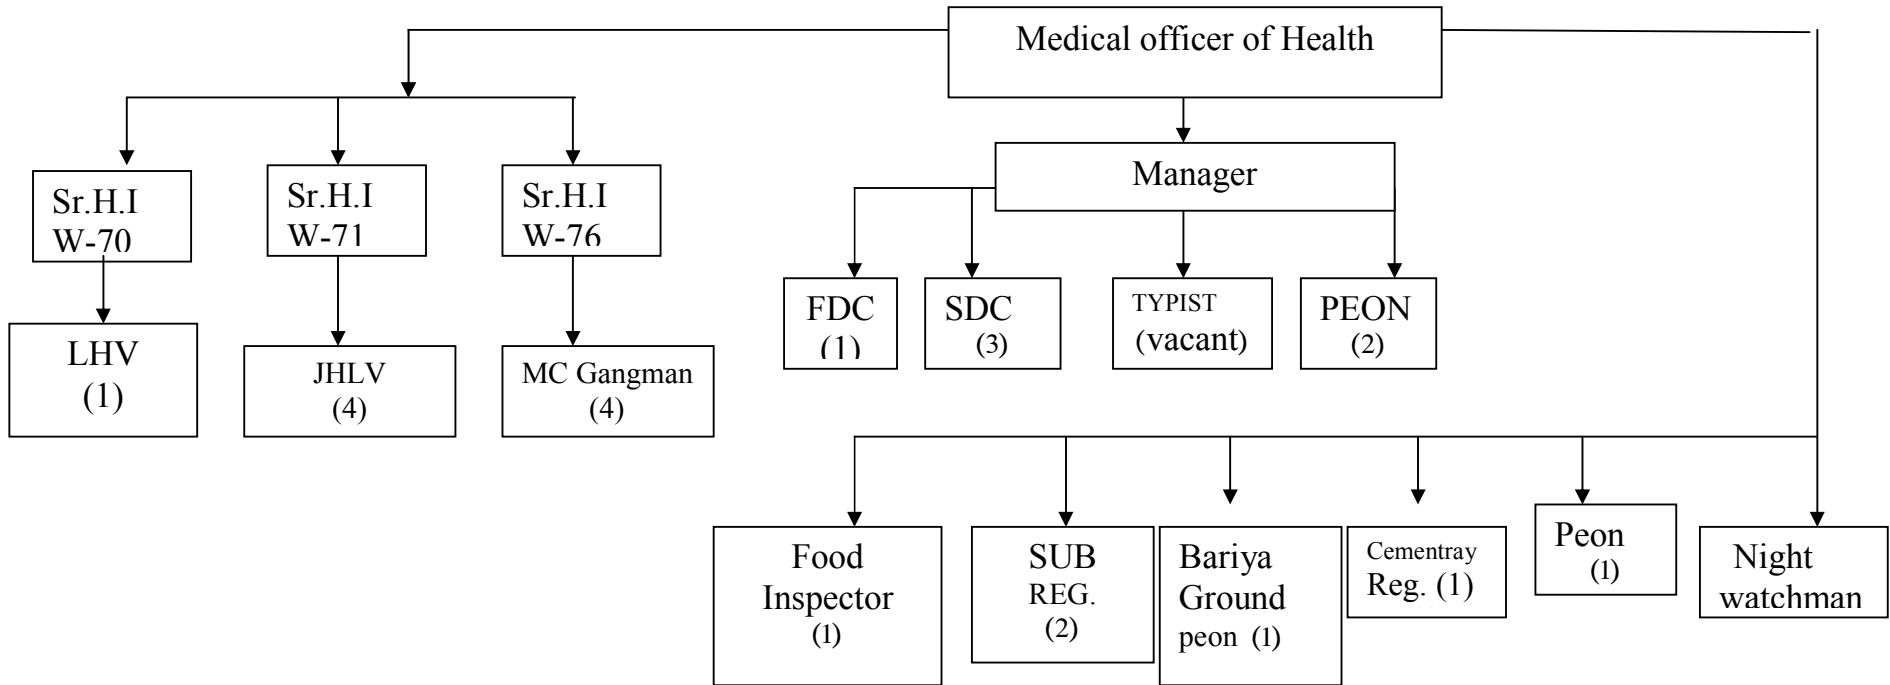 Medical officer of Health
Manager
Sr.H.I
W-70
Sr.H.I
W-71
Sr.H.I
W-76
FDC
(1)
SDC
(3)
TYPIST
(vacant)
PEON
(2)
LHV
(1)
JHLV
(4)
MC Gangman
(4)
Food
Inspector
(1)
SUB
REG.
(2)
Bariya
Ground
peon (1)
Cementray
Reg. (1)
Peon
(1)
Night
watchman